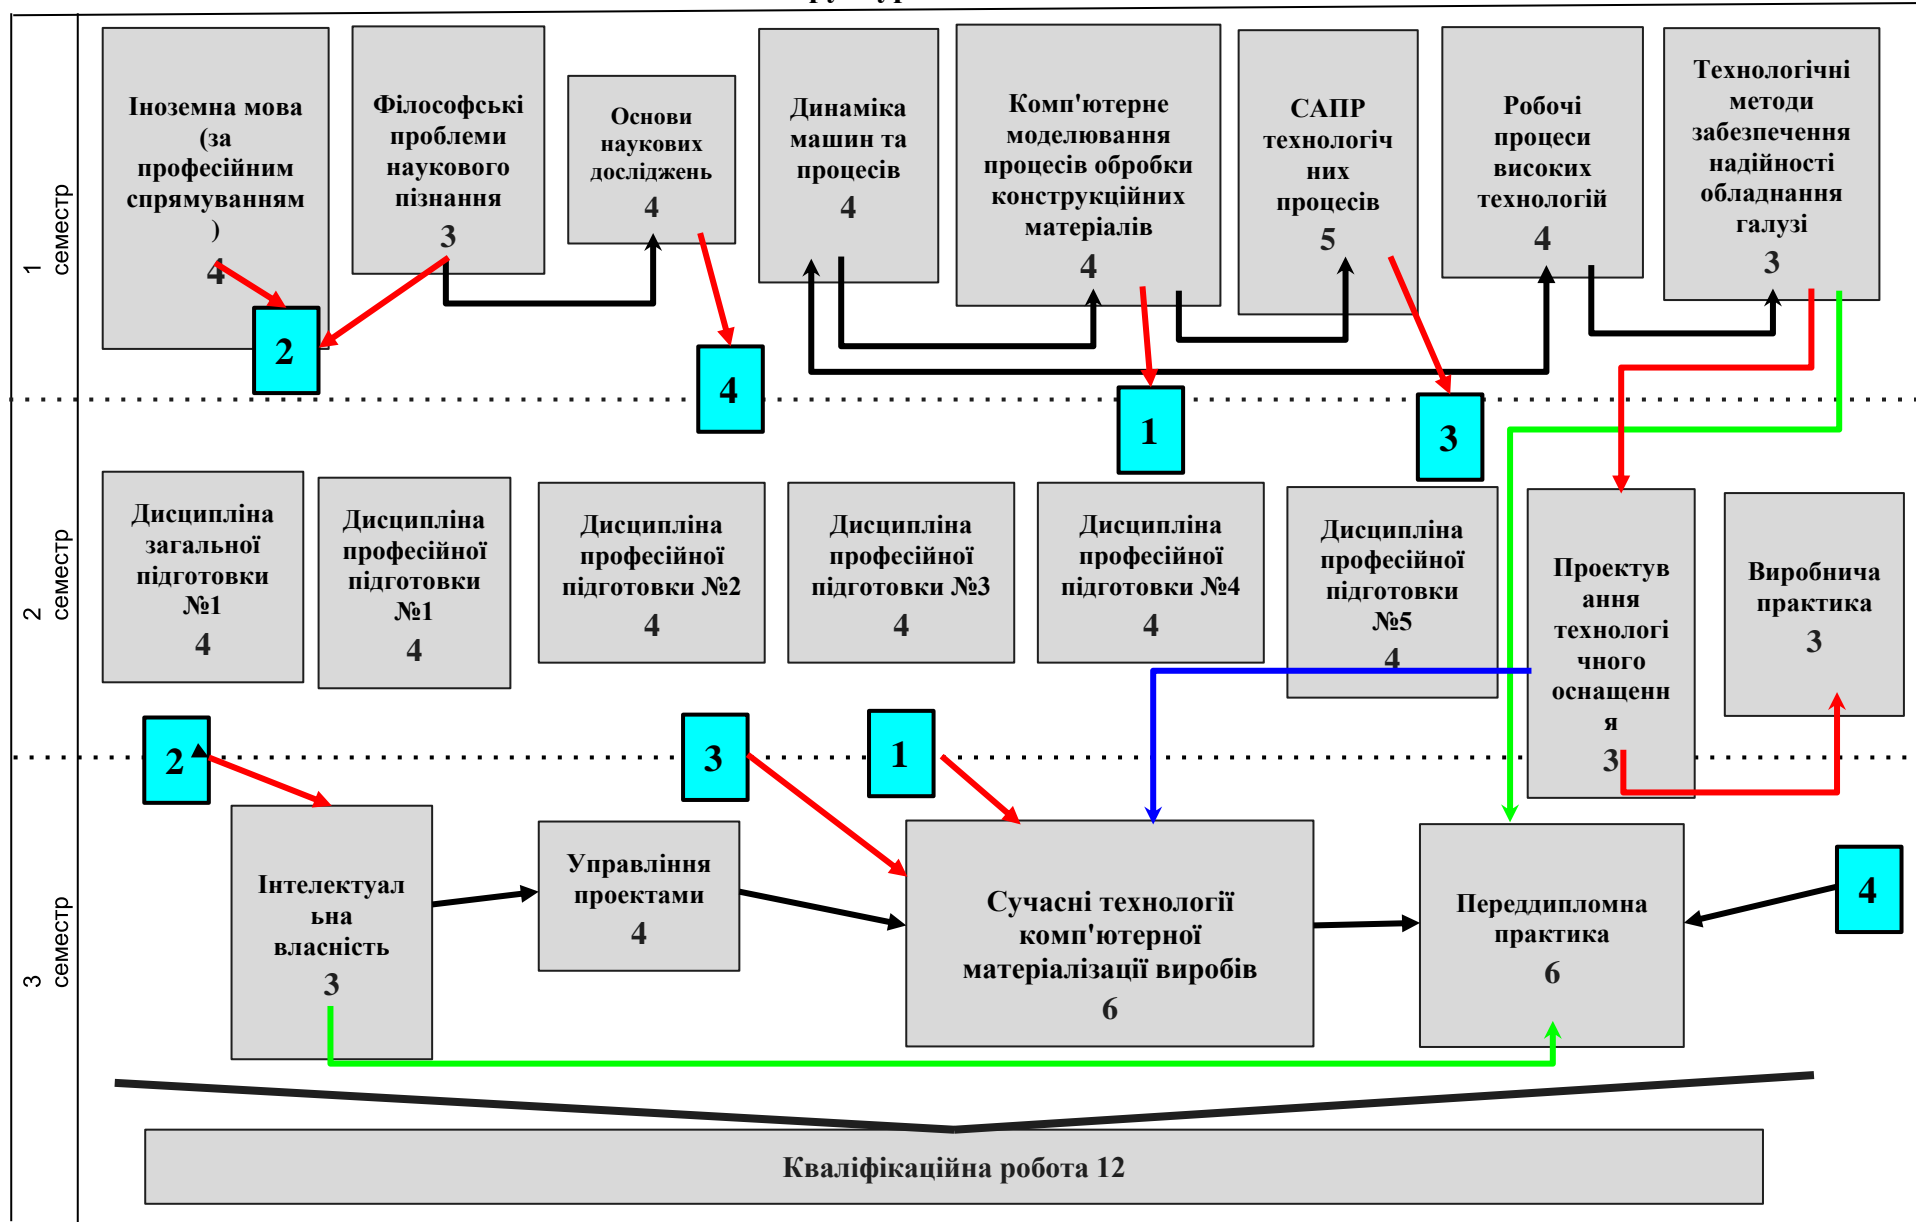 1
семестр
Іноземна мова
(за
професійним
спрямуванням
)
4
Філософські
проблеми
наукового
пізнання
3
Основи
наукових
досліджень
4
Динаміка
машин та
процесів
4
Комп'ютерне
моделювання
процесів обробки
конструкційних
матеріалів
4
САПР
технологіч
них
процесів
5
Робочі
процеси
високих
технологій
4
Технологічні
методи
забезпечення
надійності
обладнання
галузі
3
2
4
1
3
2
семестр
Дисципліна
загальної
підготовки
№1
4
Дисципліна
професійної
підготовки
№1
4
Дисципліна
професійної
підготовки №2
4
Дисципліна
професійної
підготовки №3
4
Дисципліна
професійної
підготовки №4
4
Дисципліна
професійної
підготовки
№5
4
Проектув
ання
технологі
чного
оснащенн
я
3
Виробнича
практика
3
2
3
1
3
семестр
Інтелектуал
ьна
власність
3
Управління
проектами
4
Сучасні технології
комп'ютерної
матеріалізації виробів
6
Переддипломна
практика
6
4
Кваліфікаційна робота 12